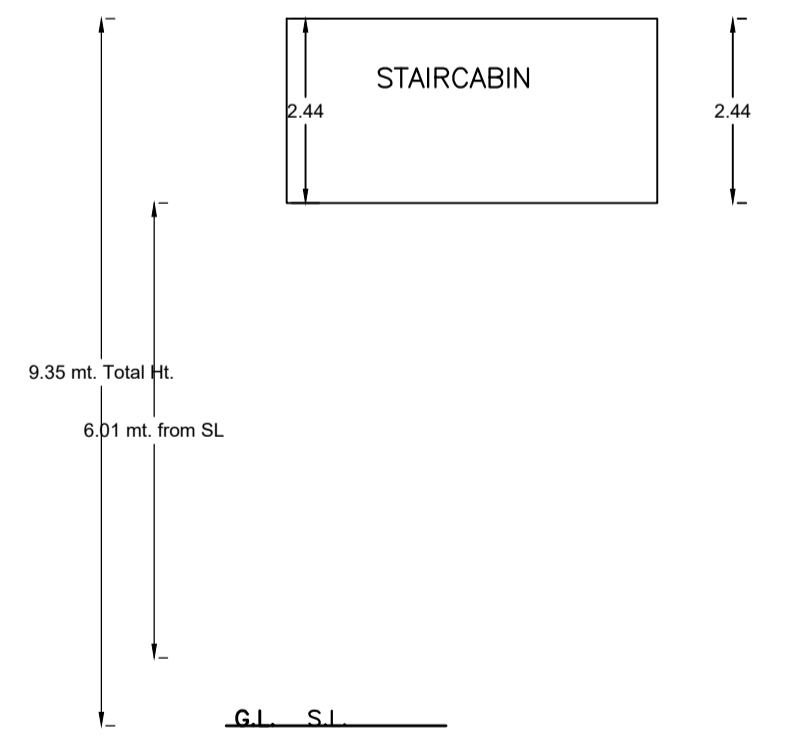 STAIRCABIN
2.44
2.44
9.35 mt. Total Ht.
6.01 mt. from SL
G.L. S.L.